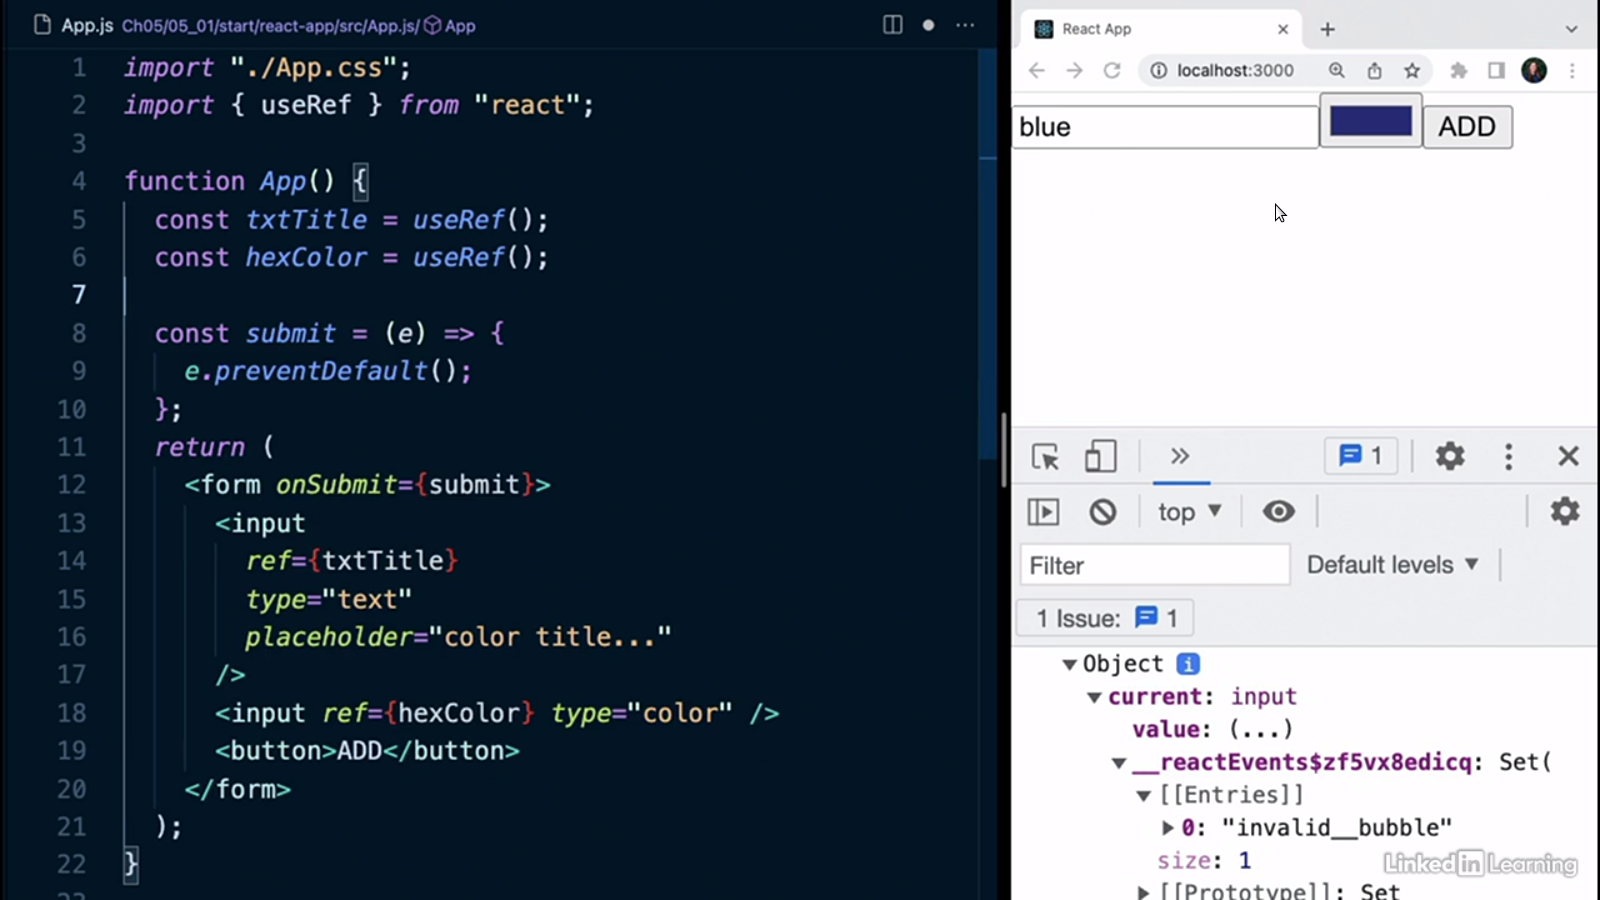 App.js Ch05/05_01/start/react-app/src/App.js/ App
1 import "./App.css";
2 import { useRef } from "react";
3
4 function App() {
5 const txtTitle = useRef();
6 const hexColor = useRef();
7
8 const submit = (e) => {
9 e.preventDefault();
10 };
11 return (
12 <form onSubmit={submit}>
13 <input
14 ref={txtTitle}
15 type="text"
16 placeholder="color title..."
17 />
18 <input ref={hexColor} type="color" />
19 <button>ADD</button>
20 </form>
21 );
22 }
React App
localhost:3000
blue ADD
1
top
Filter Default levels
1 Issue: 1
Object i
current: input
value: (...)
__reactEvents$zf5vx8edicq: Set(
[[Entries]]
0: "invalid__bubble"
size: 1
[[Prototype]]: Set
Linked in Learning